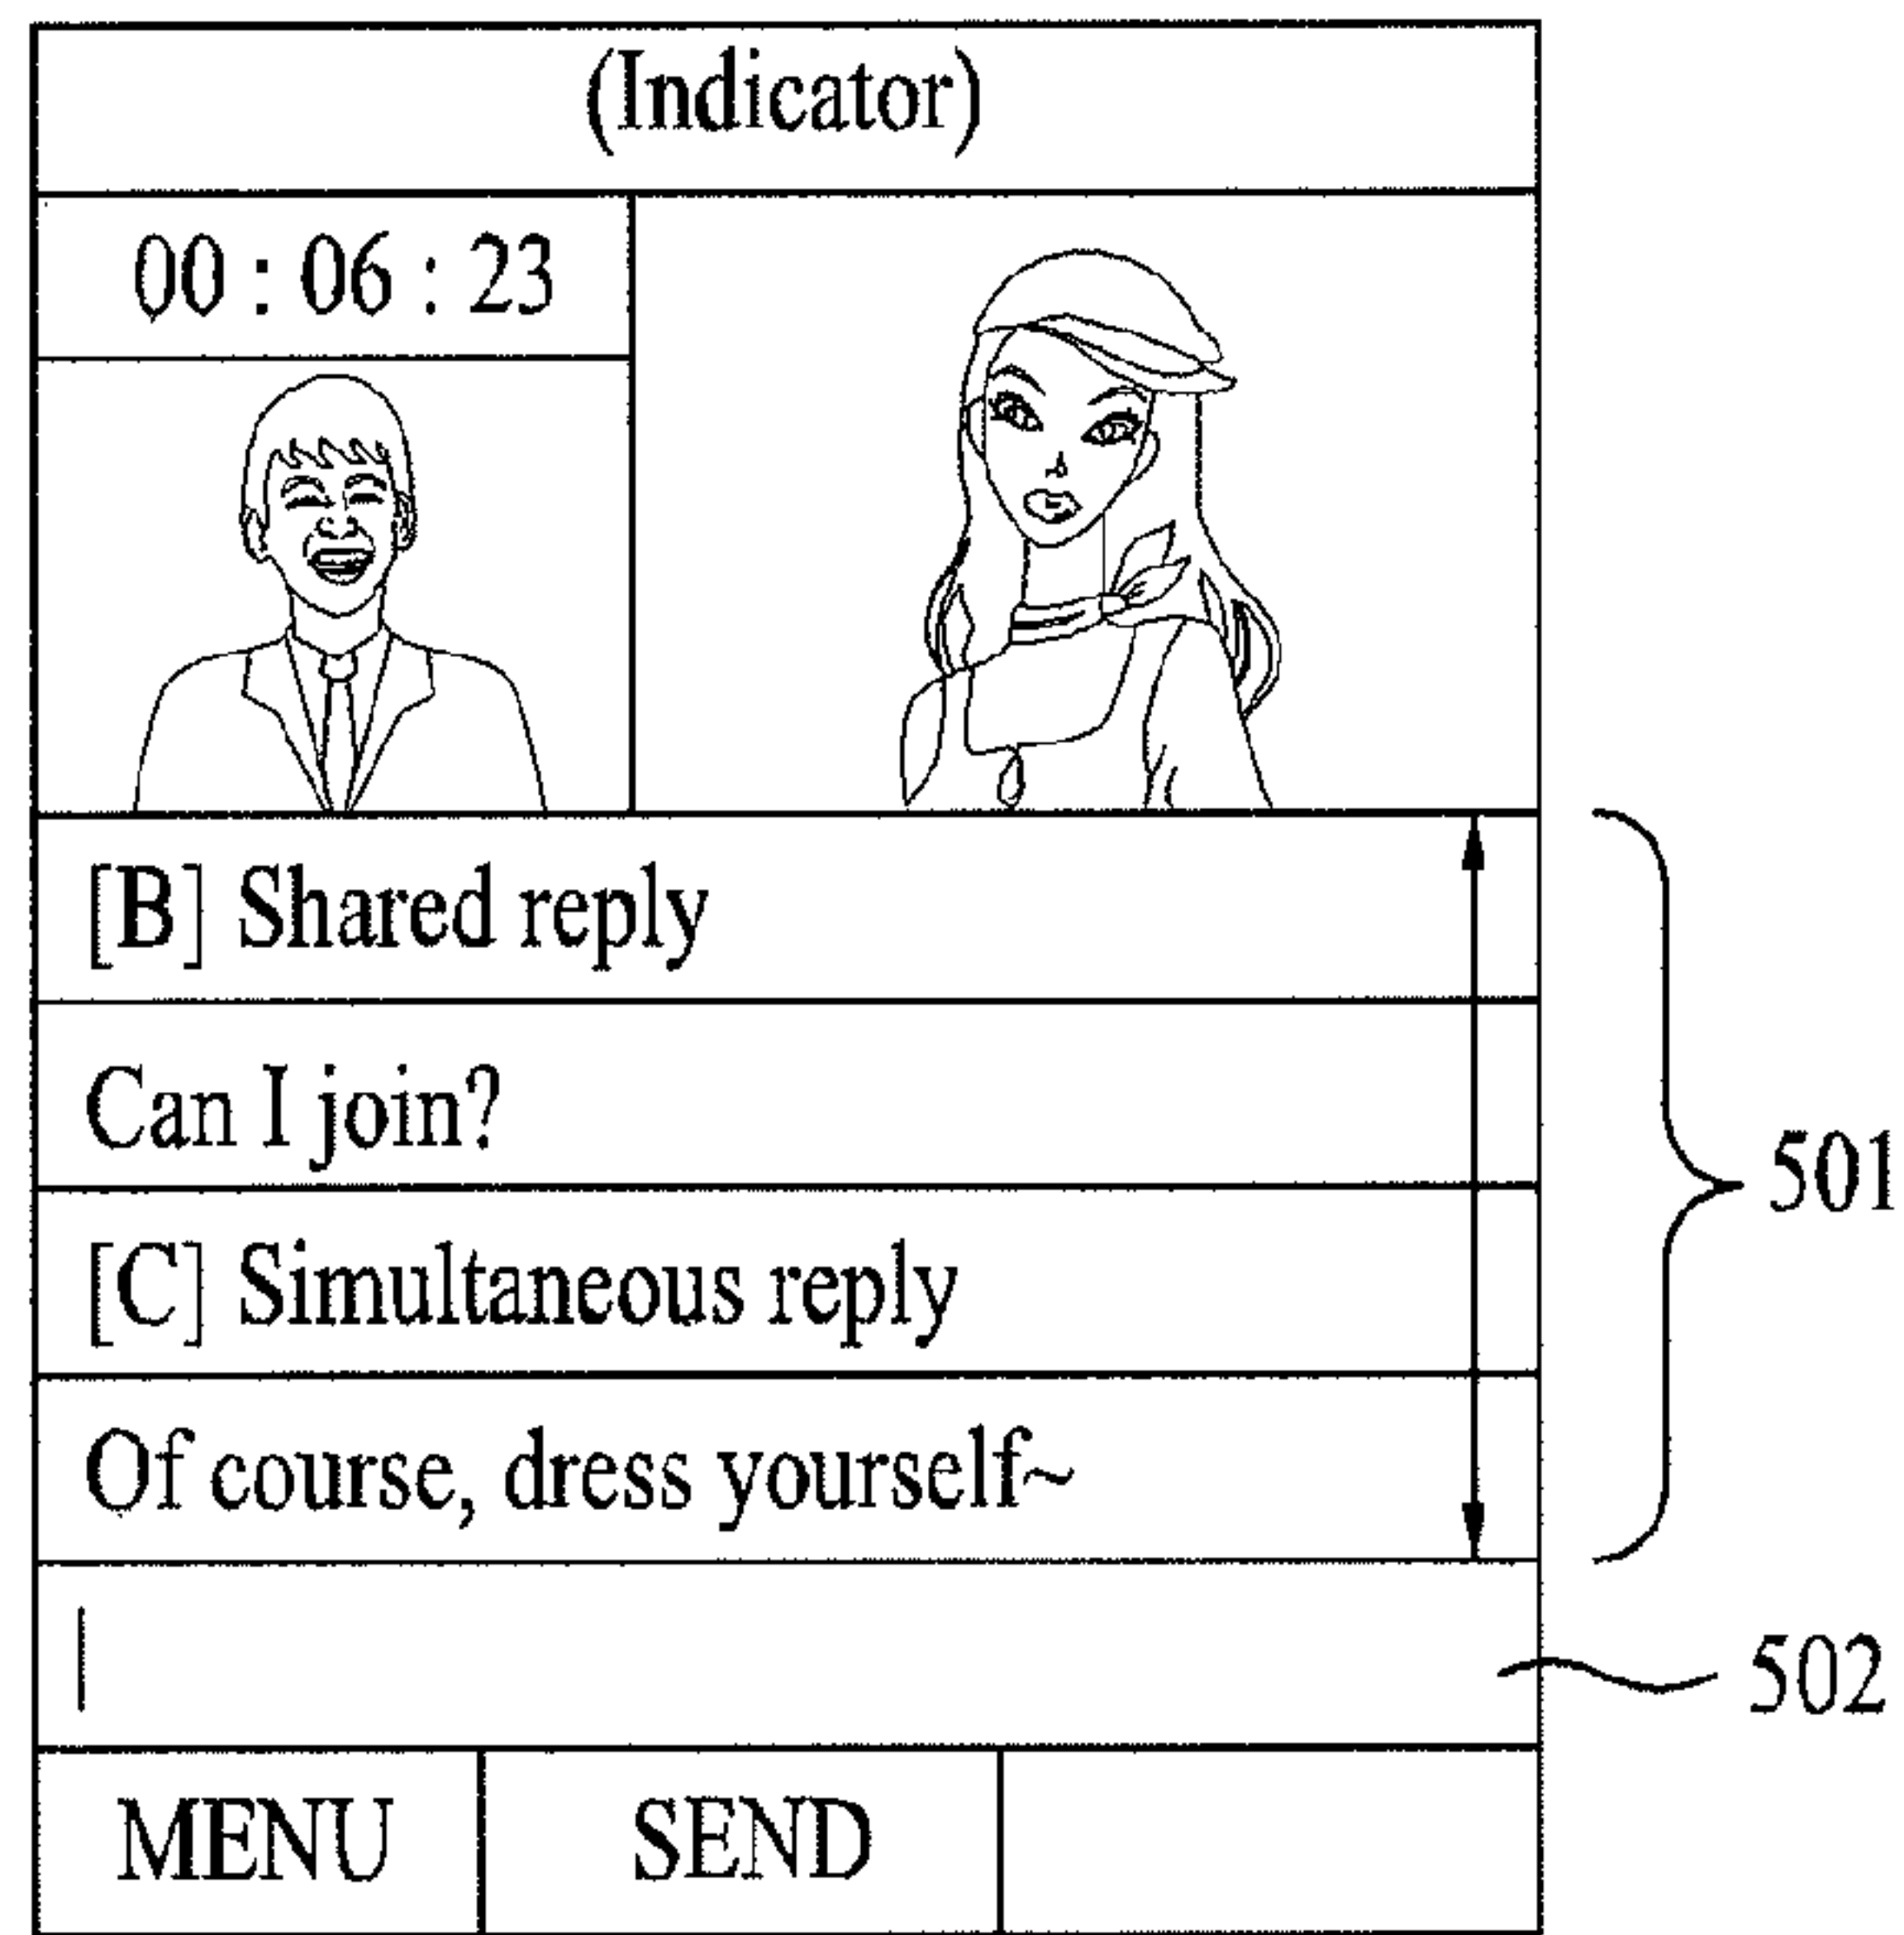 (Indicator)
00 : 06 : 23
[B] Shared reply
Can I join?
[C] Simultaneous reply
Of course, dress yourself~
501
502
MENU SEND